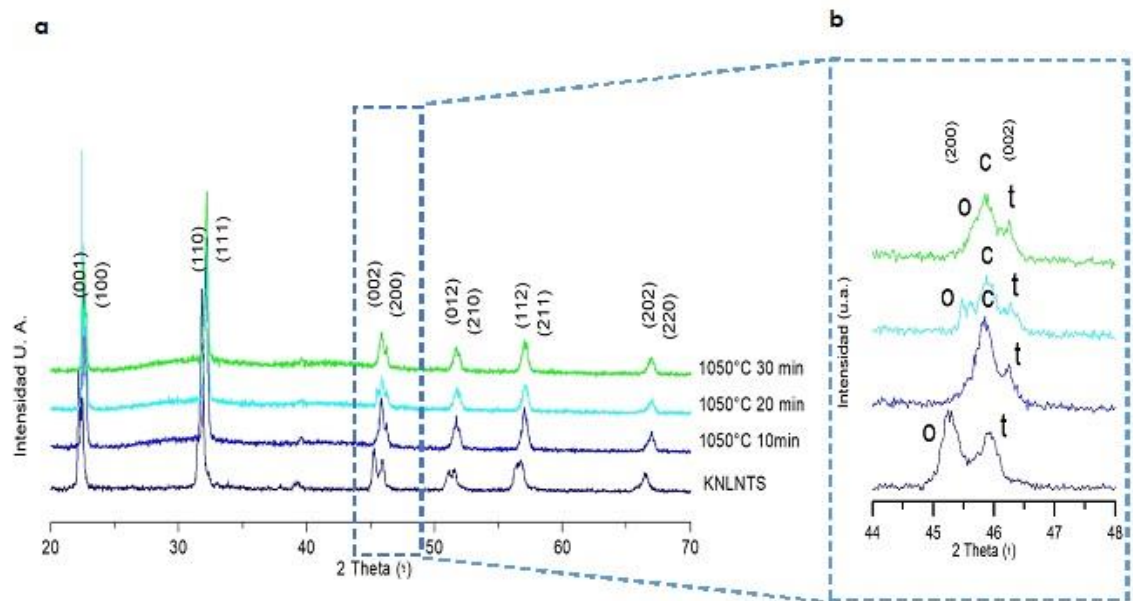 a
Intensidad U. A.
(001)
(100)
(110)
(111)
(002)
(200)
(012)
(210)
(112)
(211)
(202)
(220)
1050°C 30 min
1050°C 20 min
1050°C 10min
KNLNTS
20 30 40 50 60 70
2 Theta (י)
b
Intensidad (u.a.)
(200) (002)
c
o t
c
o t
t
o t
44 45 46 47 48
2 Theta (י)